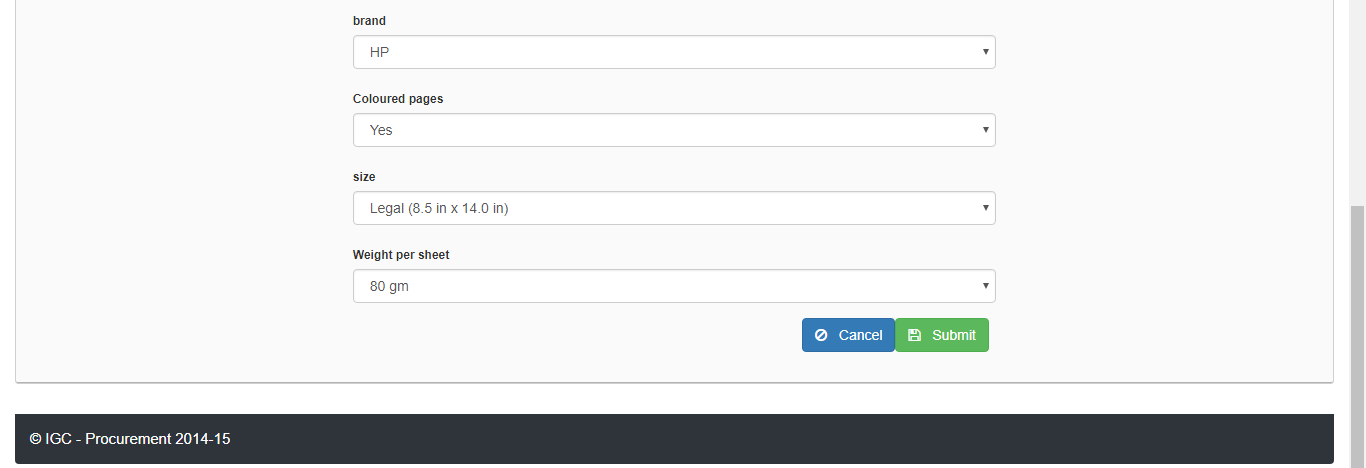 brand
HP
Coloured pages
Yes
size
Legal (8.5 in x 14.0 in)
Weight per sheet
80 gm
Cancel Submit
© IGC - Procurement 2014-15